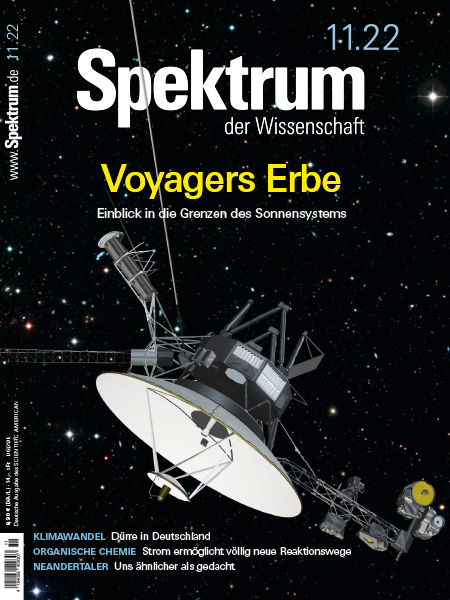 11.22
Spektrum
der Wissenschaft
Voyagers Erbe
Einblick in die Grenzen des Sonnensystems
www.Spektrum.de 11.22
Deutsche Ausgabe des SCIENTIFIC AMERICAN
KLIMAWANDEL Dürre in Deutschland
ORGANISCHE CHEMIE Strom ermöglicht völlig neue Reaktionswege
NEANDERTALER Uns ähnlicher als gedacht